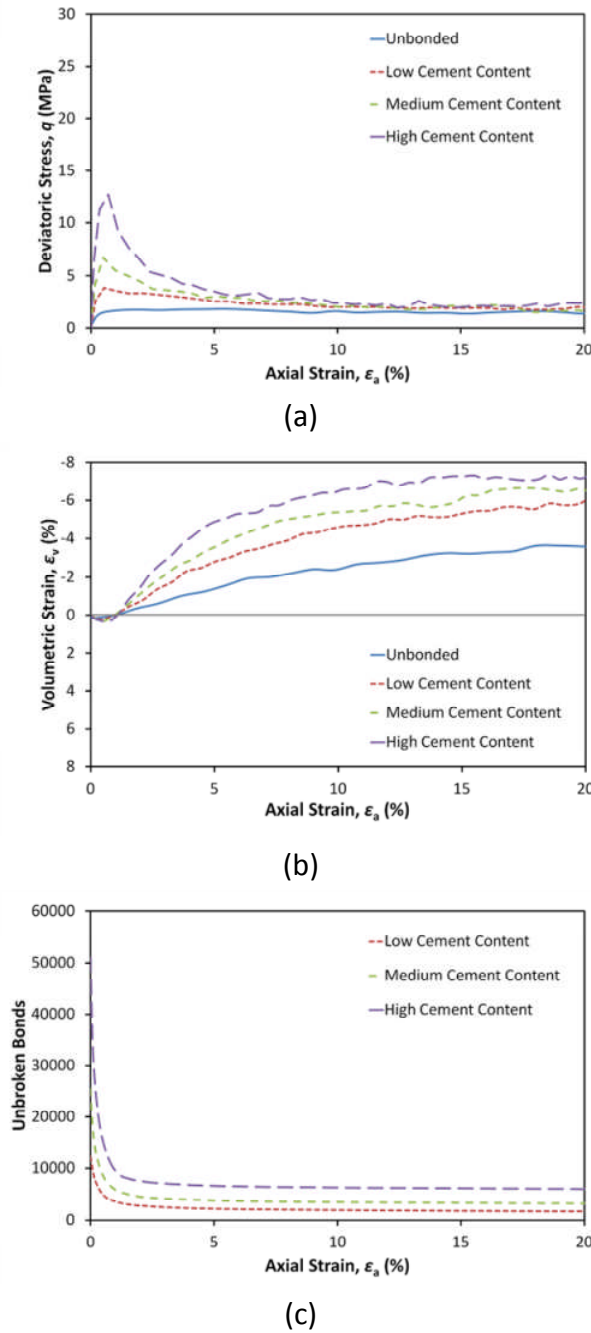 30
25
20
15
10
5
0
Deviatoric Stress, q (MPa)
Unbonded
Low Cement Content
Medium Cement Content
High Cement Content
0 5 10 15 20
Axial Strain, εa (%)
(a)
-8
-6
-4
-2
0
2
4
6
8
Volumetric Strain, εv (%)
Unbonded
Low Cement Content
Medium Cement Content
High Cement Content
0 5 10 15 20
Axial Strain, εa (%)
(b)
60000
50000
40000
30000
20000
10000
0
Unbroken Bonds
Low Cement Content
Medium Cement Content
High Cement Content
0 5 10 15 20
Axial Strain, εa (%)
(c)